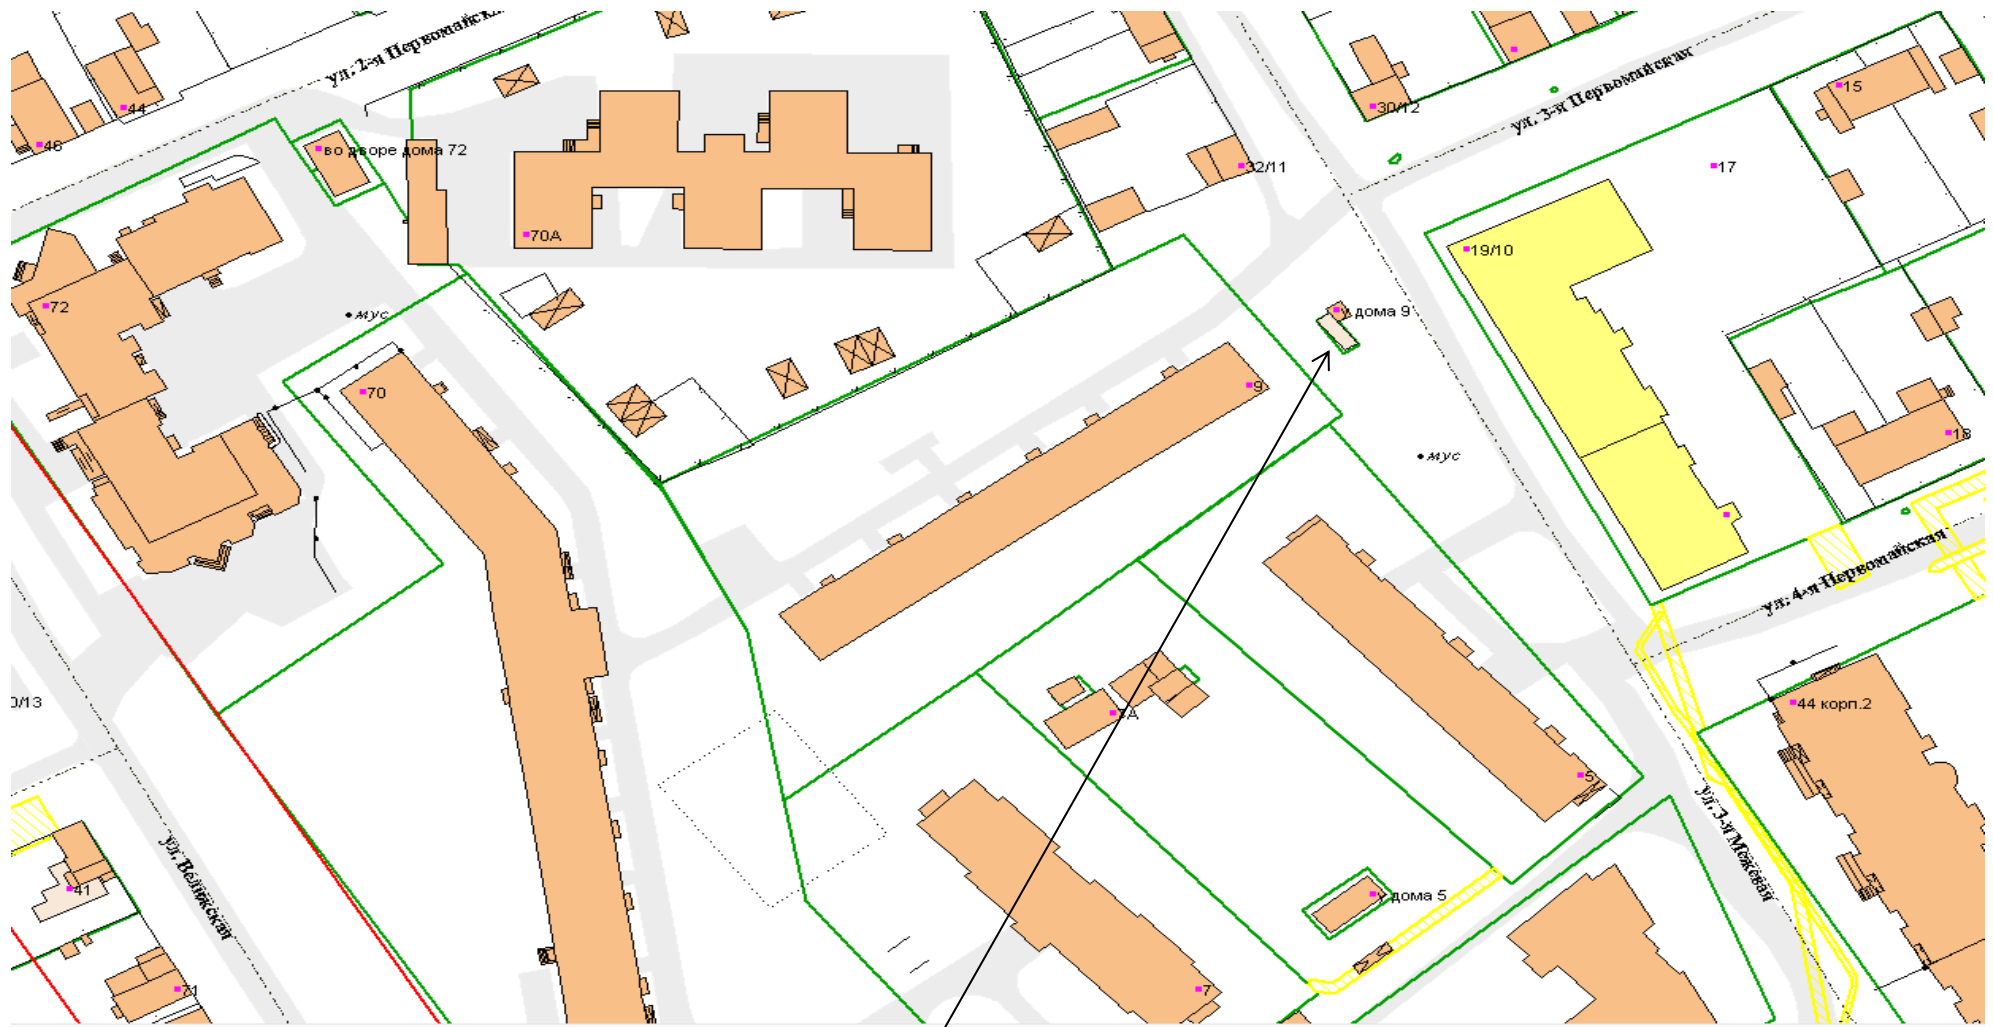 ул. 2-я Первомайская
44
46
во дворе дома 72
70А
72
мус
70
30/12
ул. 3-я Первомайская
15
32/11
17
19/10
у дома 9
9
мус
18
ул. 4-я Первомайская
44 корп.2
5
ул. 3-я Межевая
у дома 5
7
0/13
ул. Велижская
41
71